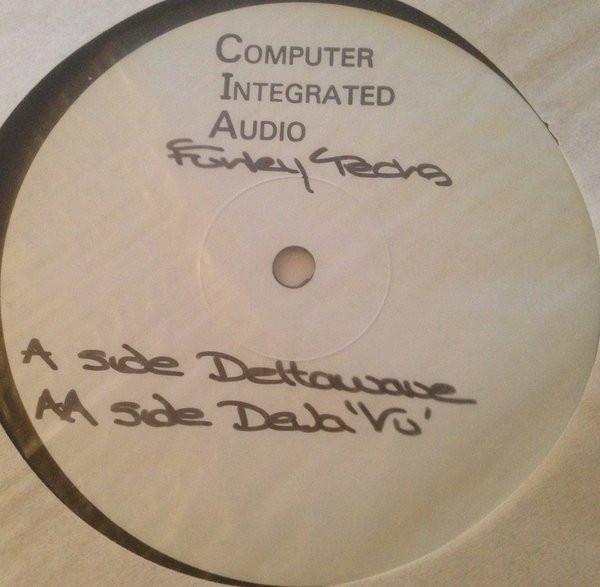 COMPUTER
INTEGRATED
AUDIO
Funky Techs
A side Deltawave
AA side Deja 'Vu'